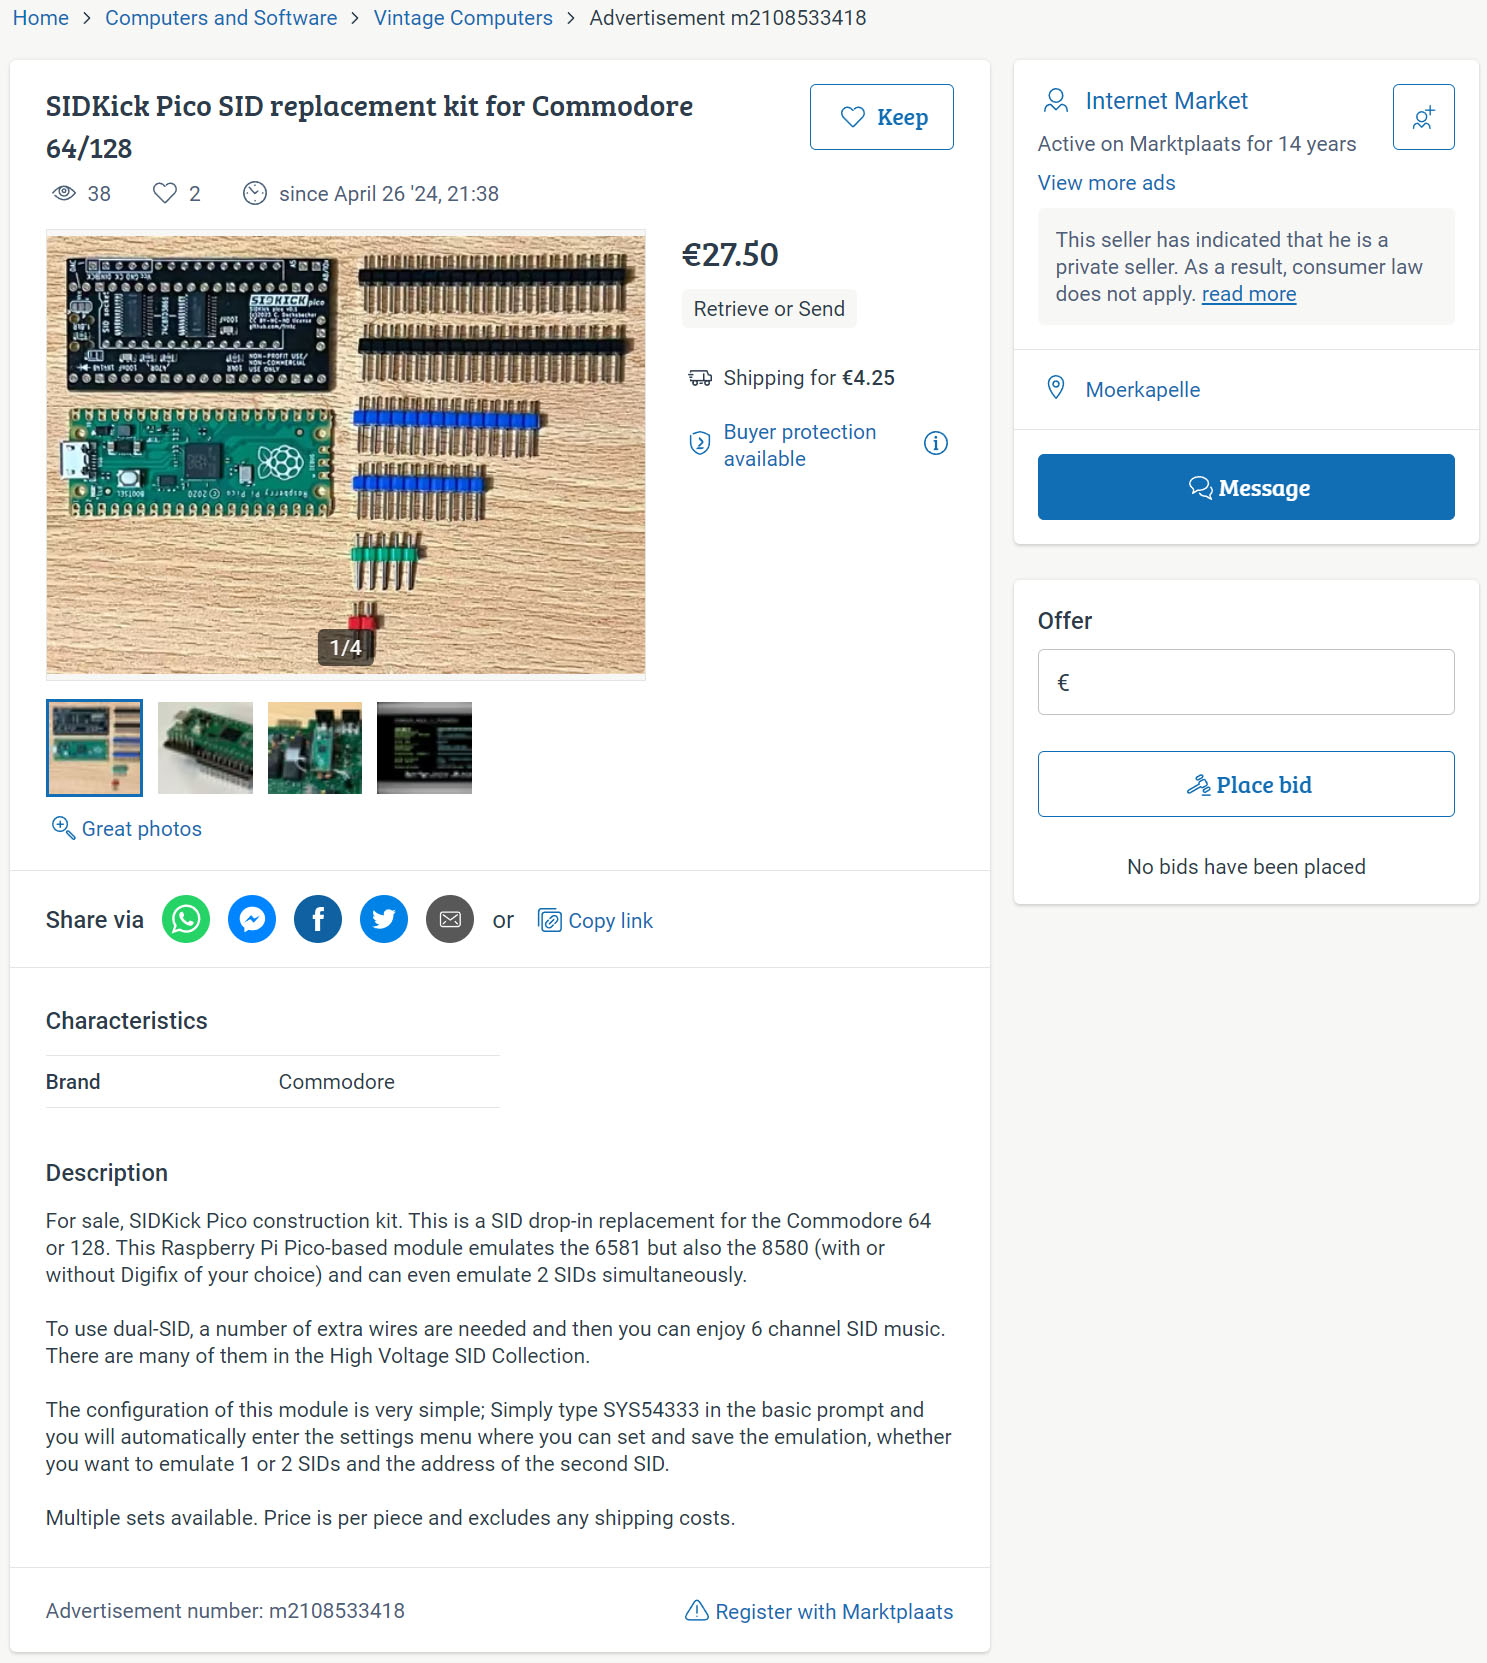 Home > Computers and Software > Vintage Computers > Advertisement m2108533418
SIDKick Pico SID replacement kit for Commodore
64/128
Keep
38 2 since April 26 '24, 21:38
SIDKICK pico
NON-PROFIT USE/
NON-COMMERCIAL
USE ONLY
BOOTSEL
Raspberry Pi Pico © 2020
1/4
€27.50
Retrieve or Send
Shipping for €4.25
Buyer protection
available
Great photos
Share via or Copy link
Characteristics
Brand Commodore
Description
For sale, SIDKick Pico construction kit. This is a SID drop-in replacement for the Commodore 64
or 128. This Raspberry Pi Pico-based module emulates the 6581 but also the 8580 (with or
without Digifix of your choice) and can even emulate 2 SIDs simultaneously.
To use dual-SID, a number of extra wires are needed and then you can enjoy 6 channel SID music.
There are many of them in the High Voltage SID Collection.
The configuration of this module is very simple; Simply type SYS54333 in the basic prompt and
you will automatically enter the settings menu where you can set and save the emulation, whether
you want to emulate 1 or 2 SIDs and the address of the second SID.
Multiple sets available. Price is per piece and excludes any shipping costs.
Advertisement number: m2108533418
Register with Marktplaats
Internet Market
Active on Marktplaats for 14 years
View more ads
This seller has indicated that he is a
private seller. As a result, consumer law
does not apply. read more
Moerkapelle
Message
Offer
€
Place bid
No bids have been placed